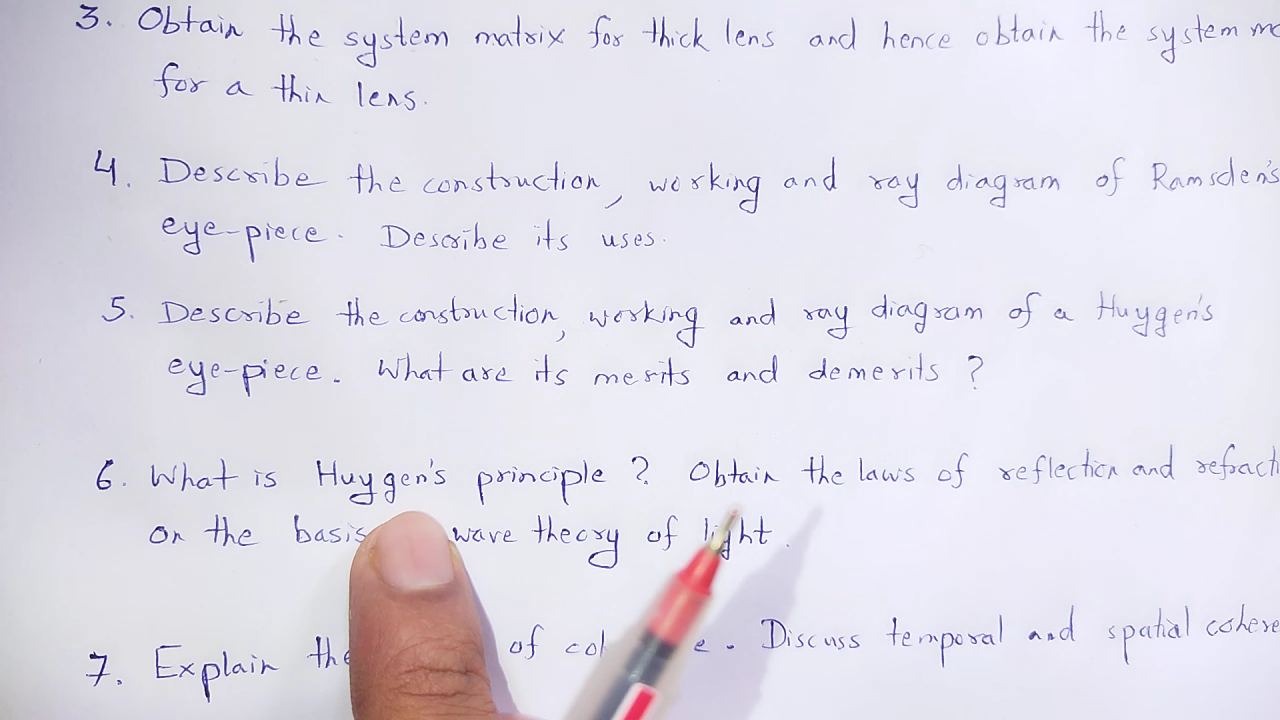 3. Obtain the system matrix for thick lens and hence obtain the system
for a thin lens.
4. Describe the construction, working and ray diagram of Ramsden's
eye-piece. Describe its uses.
5. Describe the construction, working and ray diagram of a Huygen's
eye-piece. What are its merits and demerits ?
6. What is Huygen's principle ? Obtain the laws of reflection and
on the basis wave theory of light.
7. Explain the of Discuss temporal and spatial